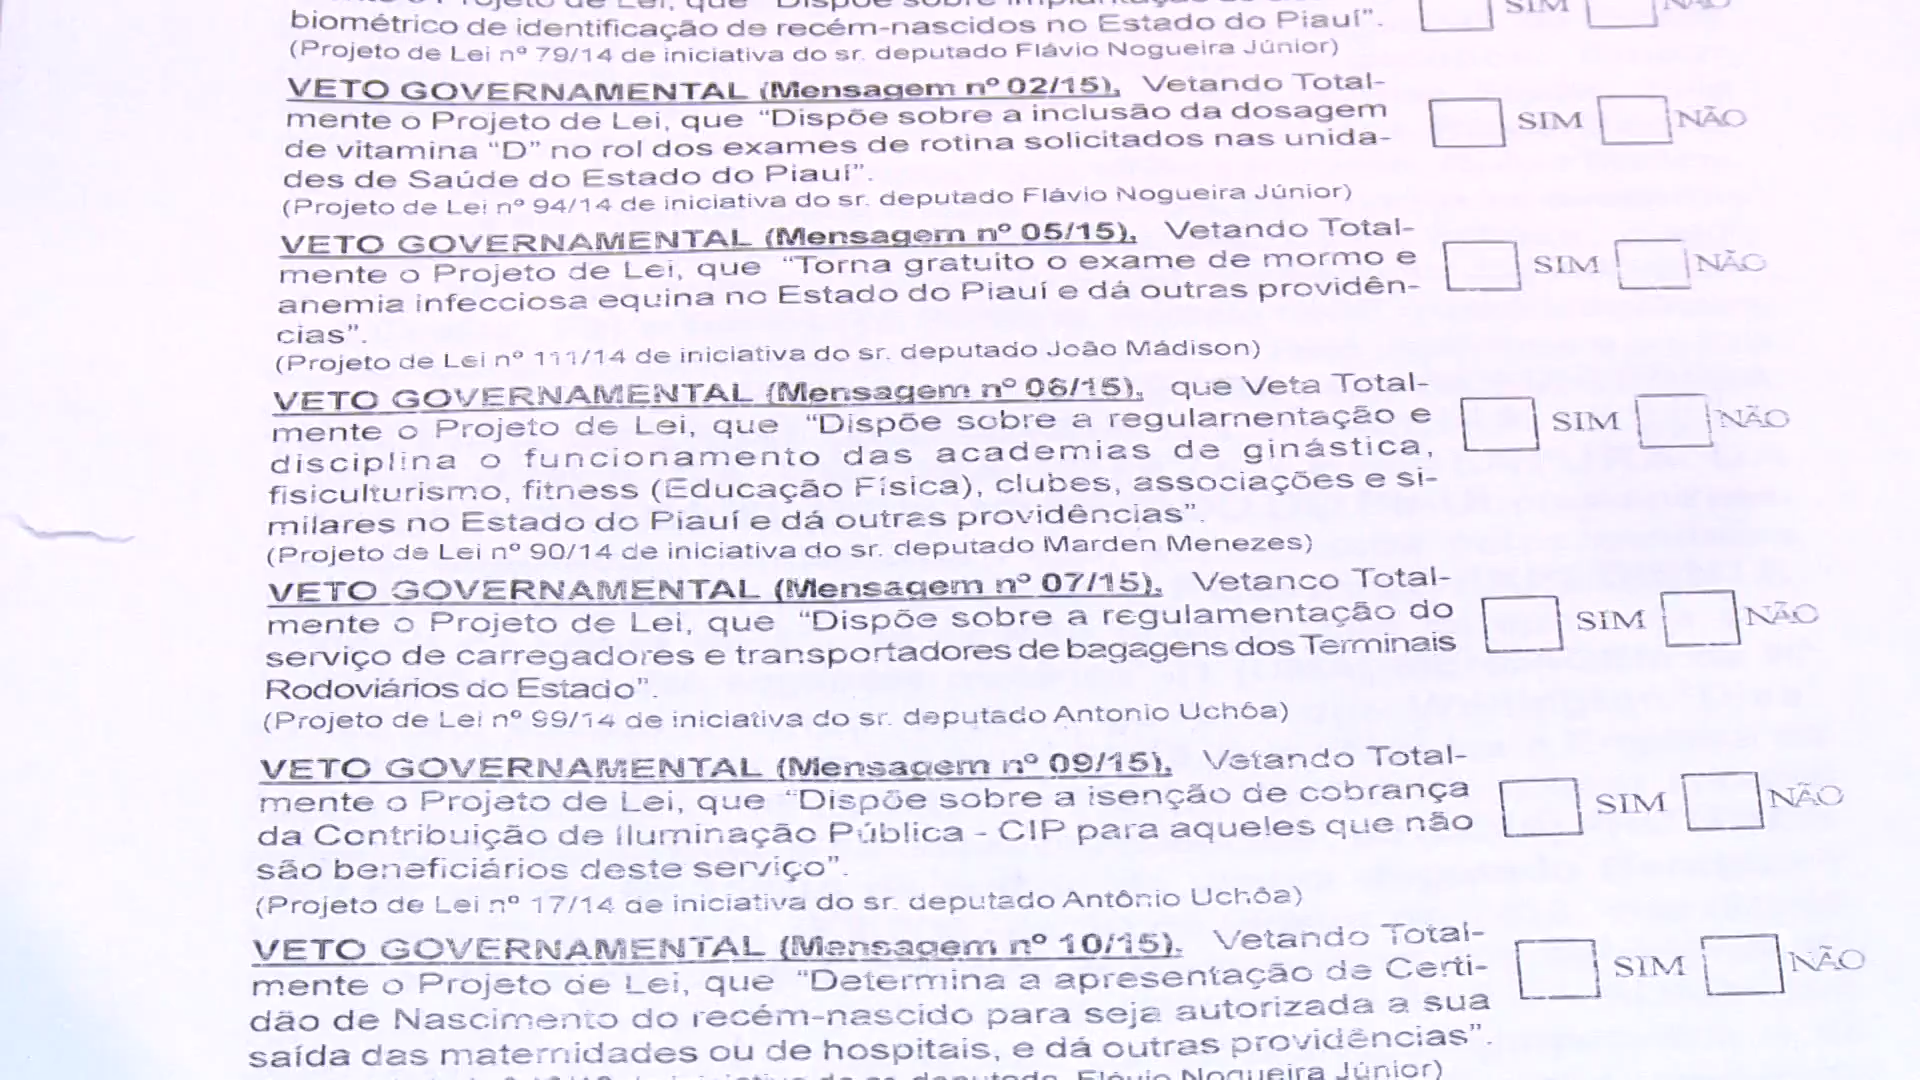 biométrico de identificação de recém-nascidos no Estado do Piauí". SIM NÃO
(Projeto de Lei nº 79/14 de iniciativa do sr. deputado Flávio Nogueira Júnior)
VETO GOVERNAMENTAL (Mensagem nº 02/15), Vetando Total-
mente o Projeto de Lei, que "Dispõe sobre a inclusão da dosagem SIM NÃO
de vitamina "D" no rol dos exames de rotina solicitados nas unida-
des de Saúde do Estado do Piauí".
(Projeto de Lei nº 94/14 de iniciativa do sr. deputado Flávio Nogueira Júnior)
VETO GOVERNAMENTAL (Mensagem nº 05/15), Vetando Total-
mente o Projeto de Lei, que "Torna gratuito o exame de mormo e SIM NÃO
anemia infecciosa equina no Estado do Piauí e dá outras providên-
cias".
(Projeto de Lei nº 111/14 de iniciativa do sr. deputado João Mádison)
VETO GOVERNAMENTAL (Mensagem nº 06/15), que Veta Total-
mente o Projeto de Lei, que "Dispõe sobre a regulamentação e SIM NÃO
disciplina o funcionamento das academias de ginástica,
fisiculturismo, fitness (Educação Física), clubes, associações e si-
milares no Estado do Piauí e dá outras providências".
(Projeto de Lei nº 90/14 de iniciativa do sr. deputado Marden Menezes)
VETO GOVERNAMENTAL (Mensagem nº 07/15), Vetando Total-
mente o Projeto de Lei, que "Dispõe sobre a regulamentação do SIM NÃO
serviço de carregadores e transportadores de bagagens dos Terminais
Rodoviários do Estado".
(Projeto de Lei nº 99/14 de iniciativa do sr. deputado Antonio Uchôa)
VETO GOVERNAMENTAL (Mensagem nº 09/15), Vetando Total-
mente o Projeto de Lei, que "Dispõe sobre a isenção de cobrança SIM NÃO
da Contribuição de Iluminação Pública - CIP para aqueles que não
são beneficiários deste serviço".
(Projeto de Lei nº 17/14 de iniciativa do sr. deputado Antônio Uchôa)
VETO GOVERNAMENTAL (Mensagem nº 10/15), Vetando Total-
mente o Projeto de Lei, que "Determina a apresentação de Certi- SIM NÃO
dão de Nascimento do recém-nascido para seja autorizada a sua
saída das maternidades ou de hospitais, e dá outras providências".
deputado Flávio Nogueira Júnior)